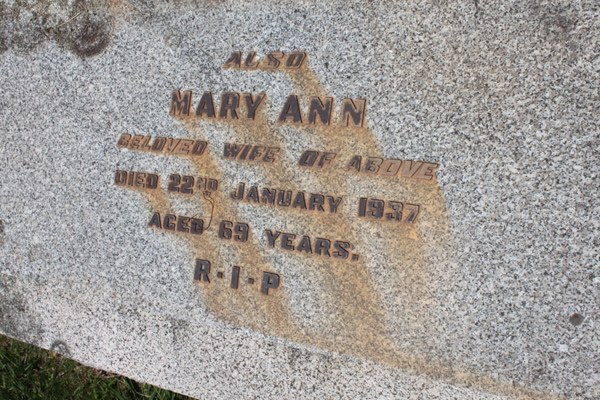 ALSO
MARY ANN
BELOVED WIFE OF ABOVE
DIED 22ND JANUARY 1937
AGED 69 YEARS.
R·I·P